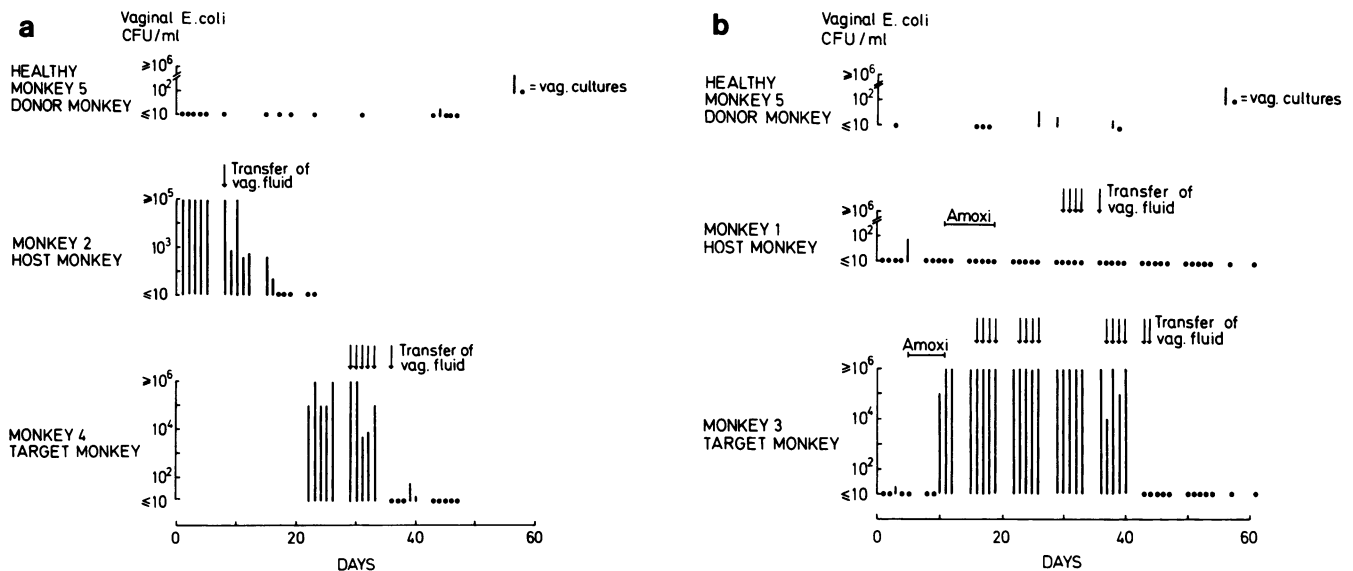 a
Vaginal E.coli
CFU/ml
HEALTHY
MONKEY 5
DONOR MONKEY
⩾10⁶
10²
⩽10
= vag. cultures
Transfer of
vag. fluid
MONKEY 2
HOST MONKEY
⩾10⁵
10³
⩽10
Transfer of
vag. fluid
MONKEY 4
TARGET MONKEY
⩾10⁶
10⁴
10²
⩽10
0 20 40 60
DAYS
b
Vaginal E. coli
CFU/ml
HEALTHY
MONKEY 5
DONOR MONKEY
⩾10⁶
10²
⩽10
= vag. cultures
Transfer of
vag. fluid
Amoxi
MONKEY 1
HOST MONKEY
⩾10⁶
10²
⩽10
Transfer of
vag. fluid
Amoxi
MONKEY 3
TARGET MONKEY
⩾10⁶
10⁴
10²
⩽10
0 20 40 60
DAYS